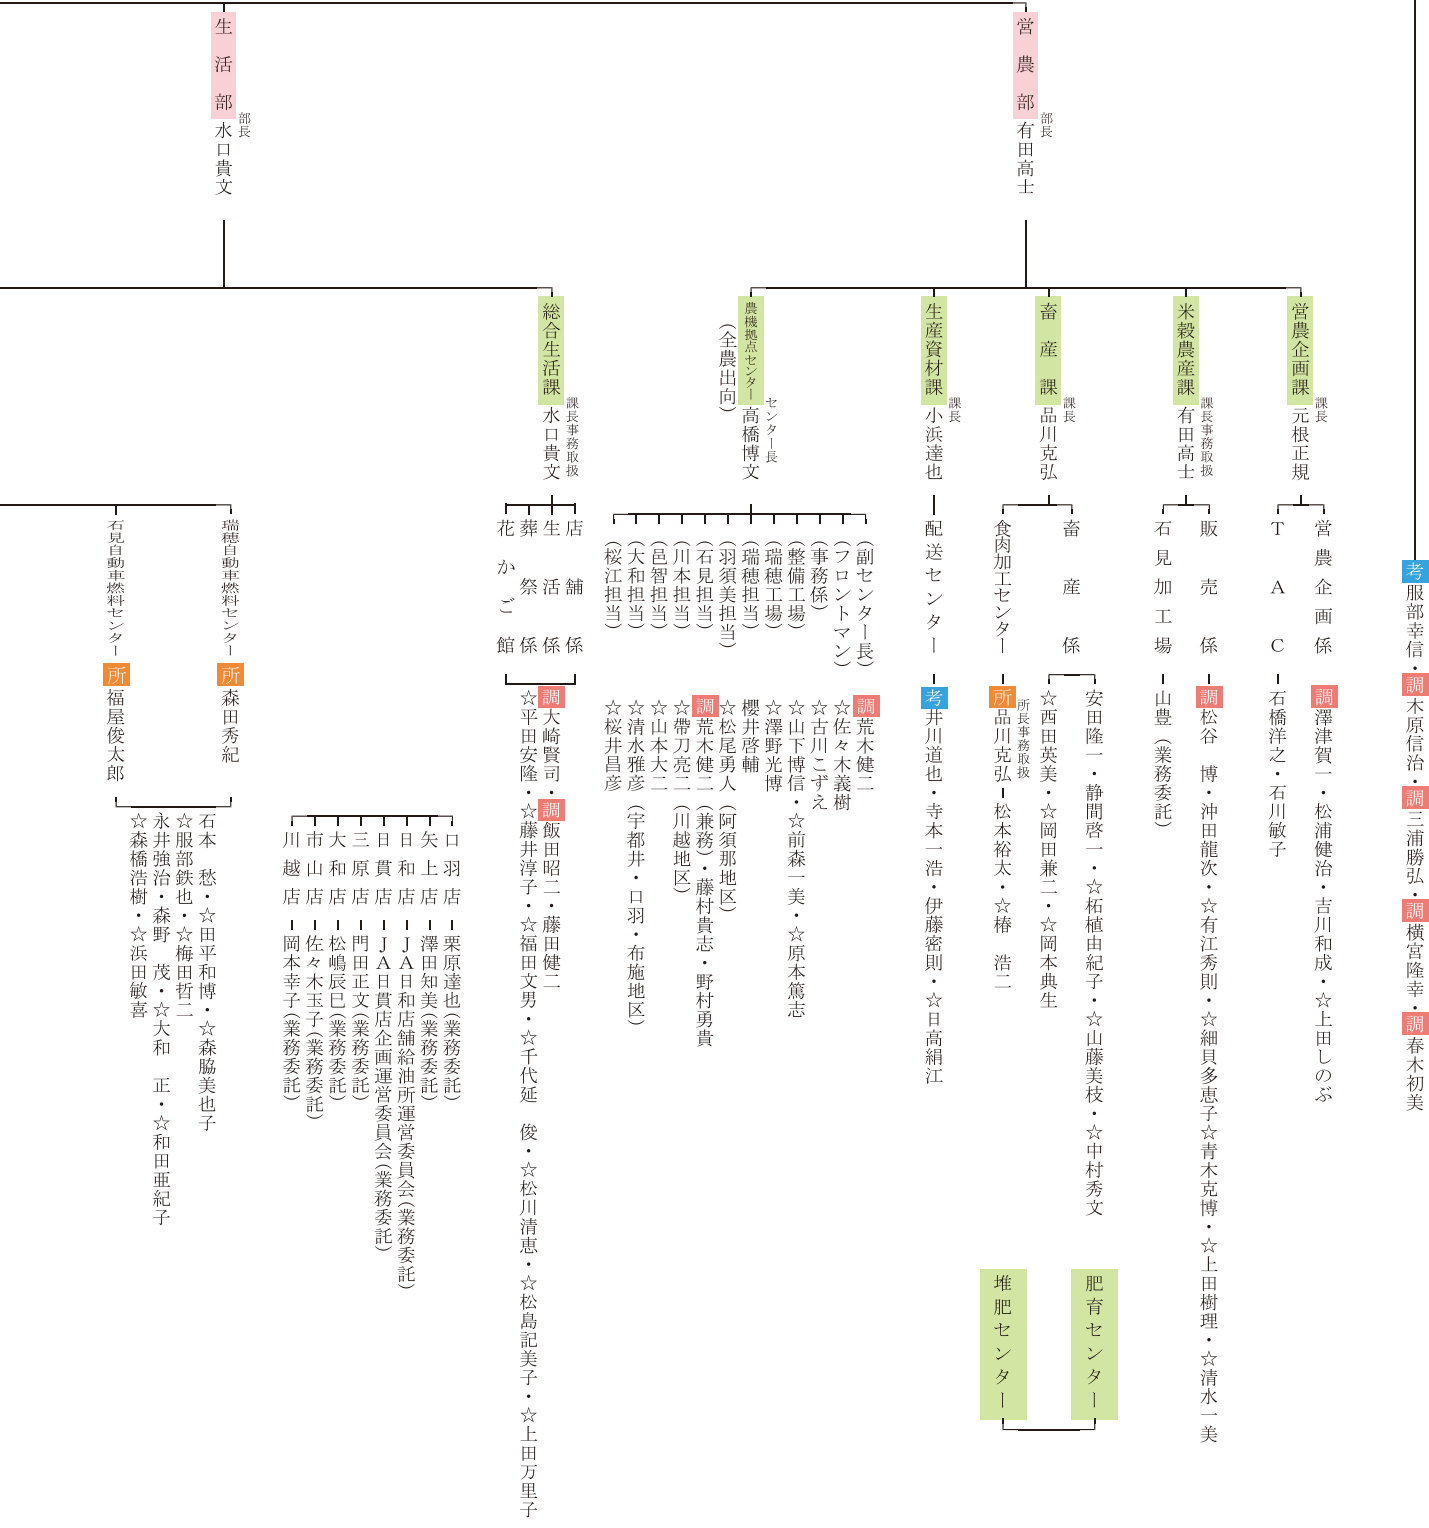 考 服部幸信・調 木原信治・調 三浦勝弘・調 横宮隆幸・調 春木初美
営農部
部長
有田高士
営農企画課
課長
元根正規
営農企画係
調 澤津賀一・松浦健治・吉川和成・☆上田しのぶ
TAC
石橋洋之・石川敏子
米穀農産課
課長事務取扱
有田高士
販売係
調 松谷　博・沖田龍次・☆有江秀則・☆細貝多恵子☆青木克博・☆上田樹理・☆清水一美
石見加工場
山豊（業務委託）
畜産課
課長
品川克弘
畜産係
安田隆一・静間啓一・☆柘植由紀子・☆山藤美枝・☆中村秀文
☆西田英美・☆岡田兼二・☆岡本典生
食肉加工センター
所長事務取扱
所 品川克弘
松本裕太・☆椿　浩二
肥育センター
堆肥センター
生産資材課
課長
小浜達也
配送センター
考 井川道也・寺本一浩・伊藤密則・☆日高絹江
農機拠点センター
センター長
高橋博文
（全農出向）
（副センター長）
調 荒木健二
（フロントマン）
☆佐々木義樹
（事務係）
☆古川こずえ
（整備工場）
☆山下博信・☆前森一美・☆原本篤志
（瑞穂工場）
☆澤野光博
（瑞穂担当）
櫻井啓輔
（羽須美担当）
☆松尾勇人（阿須那地区）
（石見担当）
調 荒木健二（兼務）・藤村貴志・野村勇貴
（川本担当）
☆帶刀亮二（川越地区）
（邑智担当）
☆山本大二
（大和担当）
☆清水雅彦（宇都井・口羽・布施地区）
（桜江担当）
☆桜井昌彦
生活部
部長
水口貴文
総合生活課
課長事務取扱
水口貴文
店舗係
生活係
葬祭係
花かご館
調 大崎賢司・調 飯田昭二・藤田健二
☆平田安隆・☆藤井淳子・☆福田文男・☆千代延　俊・☆松川清恵・☆松島記美子・☆上田万里子
口羽店
栗原達也（業務委託）
矢上店
澤田知美（業務委託）
日和店
JA日和店舗給油所運営委員会（業務委託）
日貫店
JA日貫店企画運営委員会（業務委託）
三原店
門田正文（業務委託）
大和店
松嶋辰巳（業務委託）
市山店
佐々木玉子（業務委託）
川越店
岡本幸子（業務委託）
瑞穂自動車燃料センター
所 森田秀紀
石見自動車燃料センター
所 福屋俊太郎
石本　愁・☆田平和博・☆森脇美也子
☆服部鉄也・☆梅田哲二
永井強治・森野　茂・☆大和　正・☆和田亜紀子
☆森橋浩樹・☆浜田敏喜